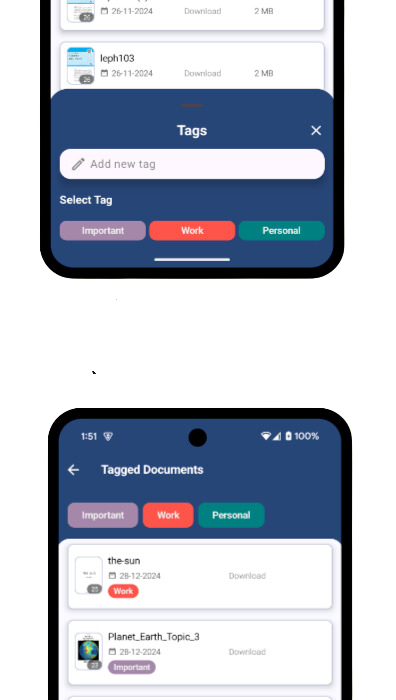 26-11-2024 Download 2 MB
26
leph103
26-11-2024 Download 2 MB
26
Tags
Add new tag
Select Tag
Important Work Personal
1:51 100%
Tagged Documents
Important Work Personal
the-sun
28-12-2024 Download
Work
Planet_Earth_Topic_3
28-12-2024 Download
27
Important